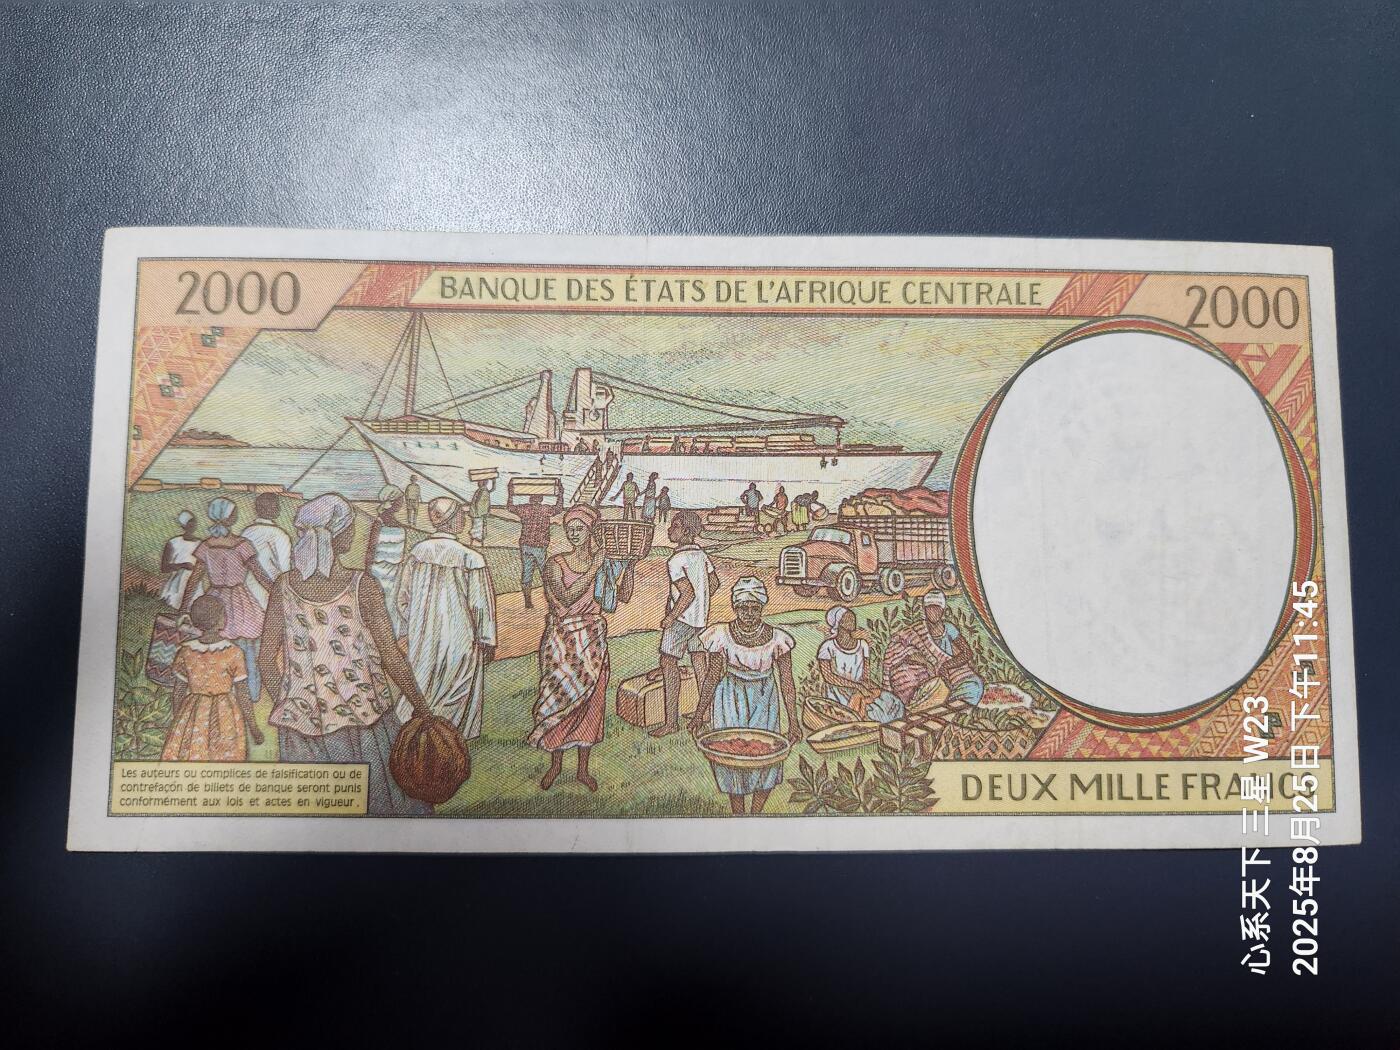 2000
BANQUE DES ÉTATS DE L'AFRIQUE CENTRALE
2000
Les auteurs ou complices de falsification ou de
contrefaçon de billets de banque seront punis
conformément aux lois et actes en vigueur.
DEUX MILLE FRANCS
心系天下三星 W23
2025年8月25日 下午11:45